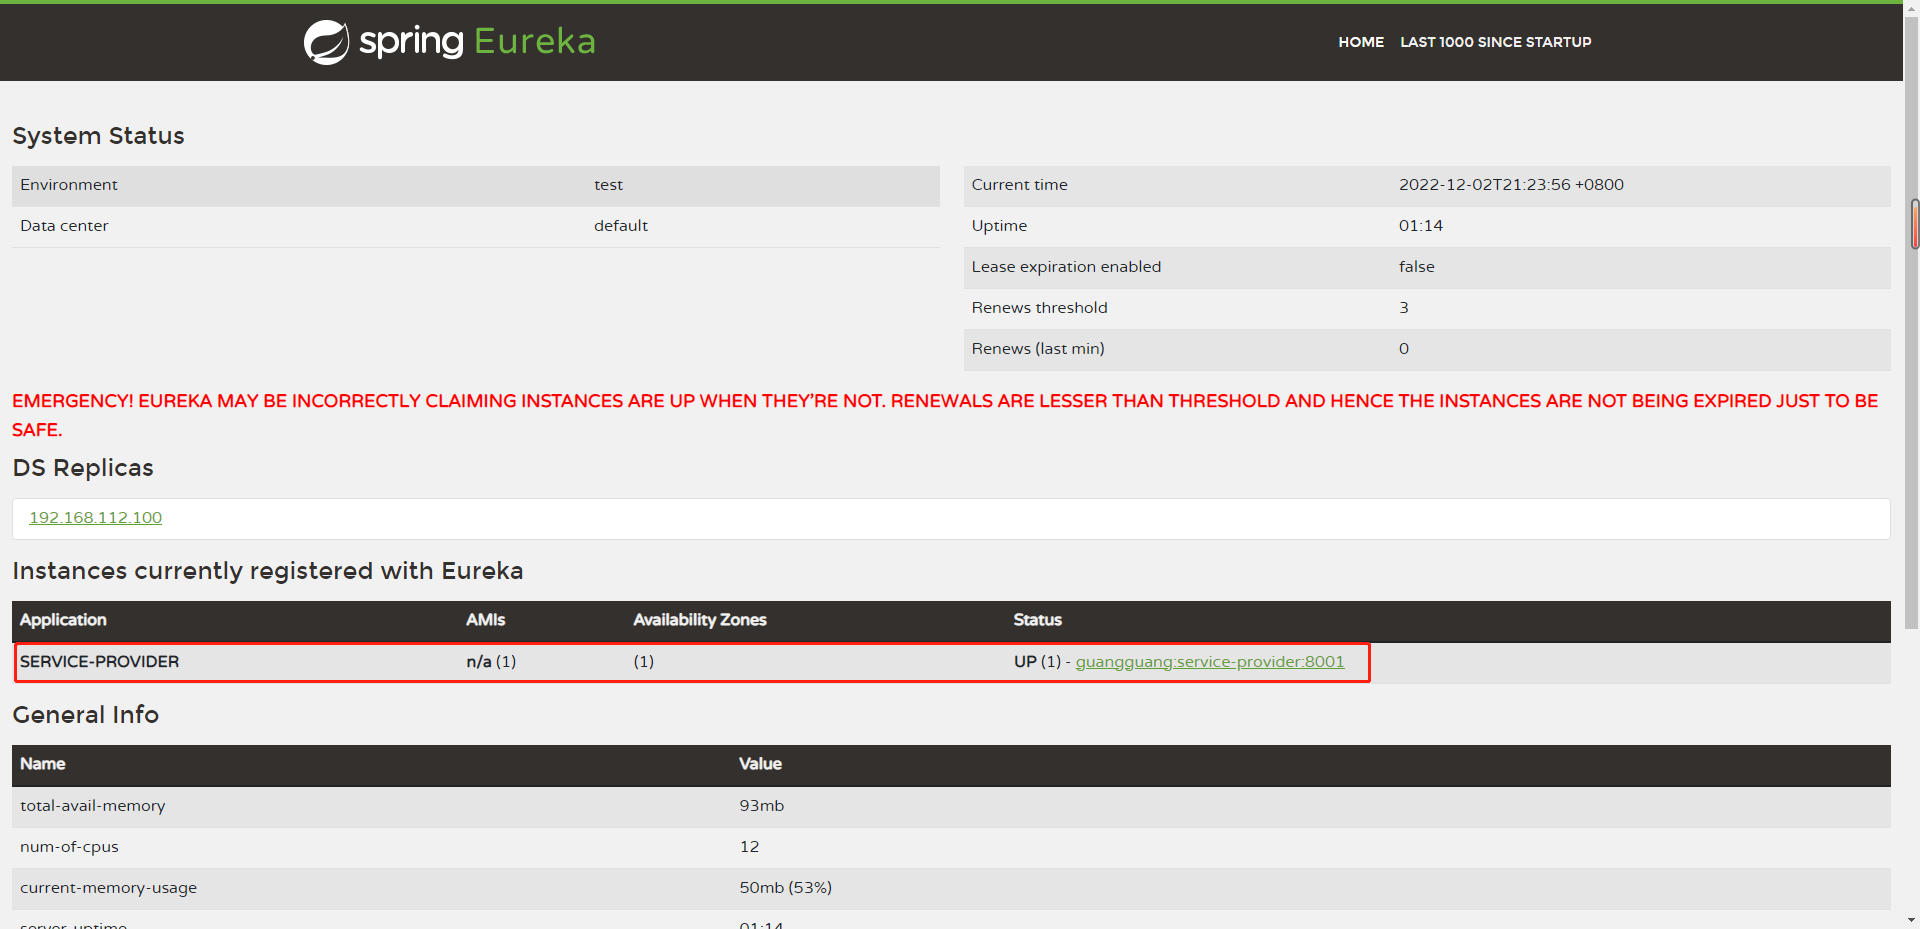 spring Eureka
HOME LAST 1000 SINCE STARTUP
System Status
Environment test
Data center default
Current time 2022-12-02T21:23:56 +0800
Uptime 01:14
Lease expiration enabled false
Renews threshold 3
Renews (last min) 0
EMERGENCY! EUREKA MAY BE INCORRECTLY CLAIMING INSTANCES ARE UP WHEN THEY'RE NOT. RENEWALS ARE LESSER THAN THRESHOLD AND HENCE THE INSTANCES ARE NOT BEING EXPIRED JUST TO BE
SAFE.
DS Replicas
192.168.112.100
Instances currently registered with Eureka
Application AMIs Availability Zones Status
SERVICE-PROVIDER n/a (1) (1) UP (1) - guangguang:service-provider:8001
General Info
Name Value
total-avail-memory 93mb
num-of-cpus 12
current-memory-usage 50mb (53%)
server-uptime 01:14